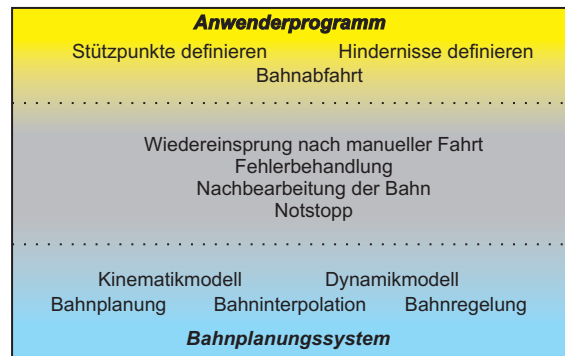 Anwenderprogramm
Stützpunkte definieren Hindernisse definieren
Bahnabfahrt
Wiedereinsprung nach manueller Fahrt
Fehlerbehandlung
Nachbearbeitung der Bahn
Notstopp
Kinematikmodell Dynamikmodell
Bahnplanung Bahninterpolation Bahnregelung
Bahnplanungssystem